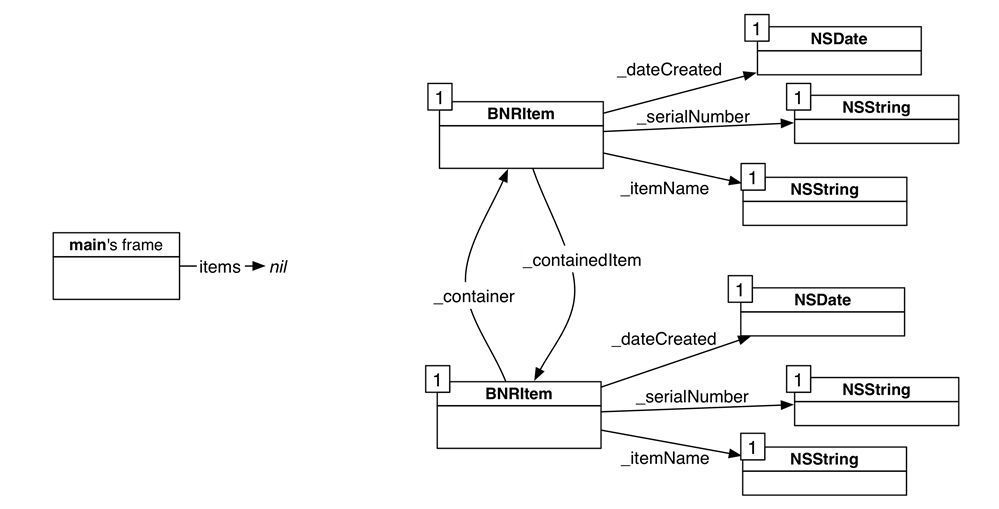 1
NSDate
_dateCreated
1
BNRItem
1
NSString
_serialNumber
1
NSString
_itemName
main's frame
items
nil
_containedItem
_container
1
NSDate
_dateCreated
1
BNRItem
1
NSString
_serialNumber
1
NSString
_itemName